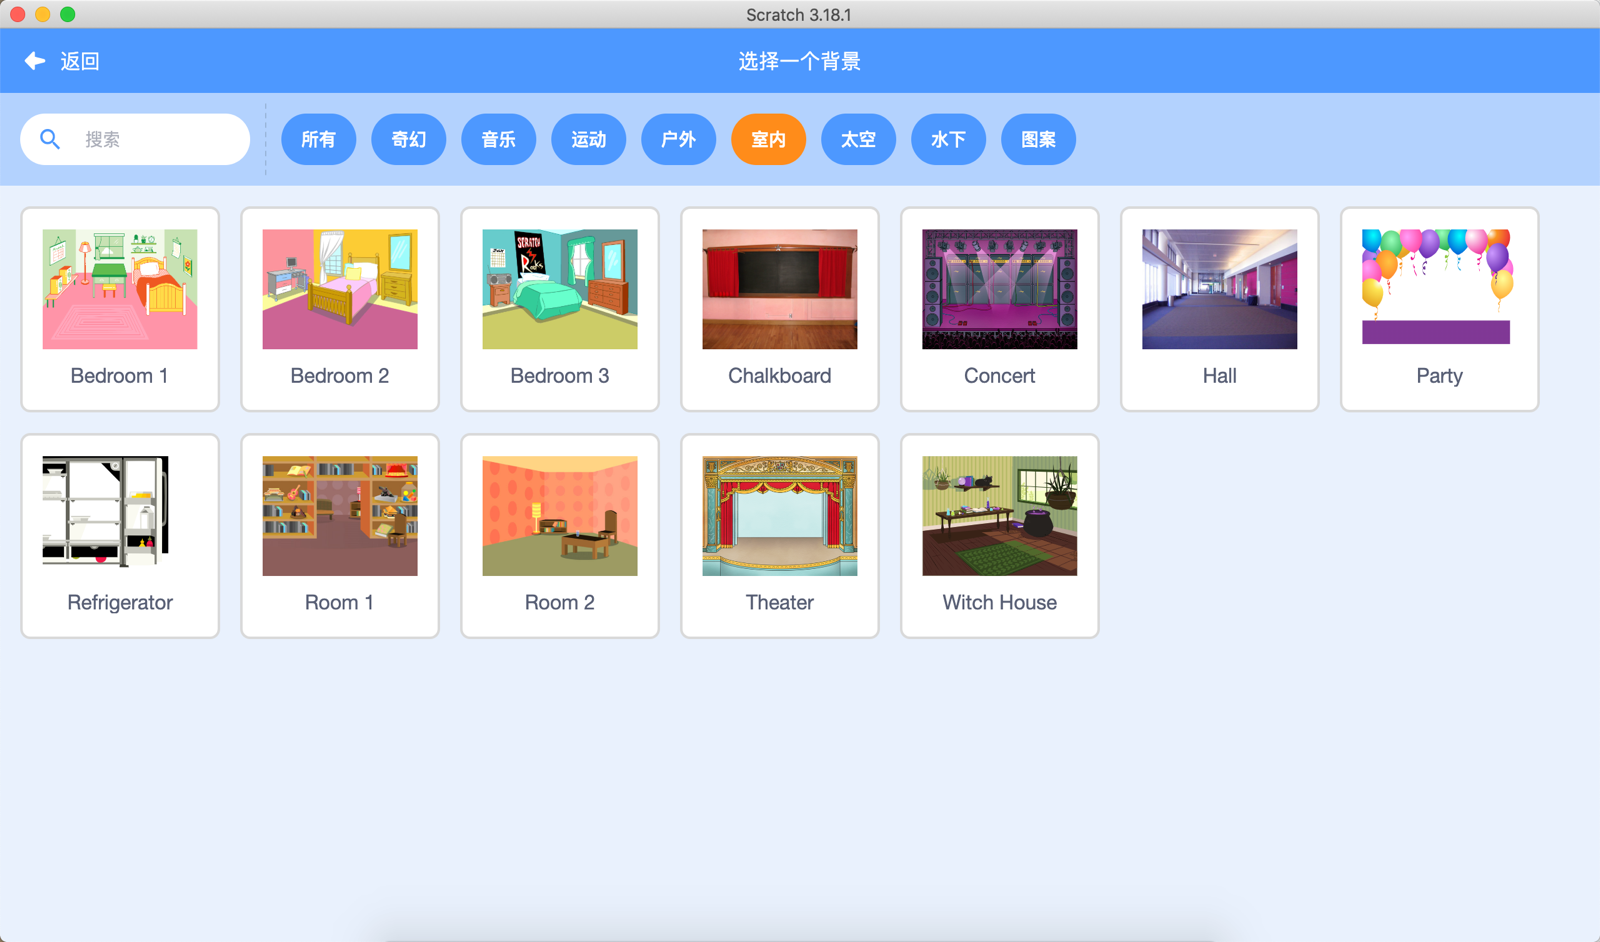 Scratch 3.18.1
返回
选择一个背景
搜索
所有
奇幻
音乐
运动
户外
室内
太空
水下
图案
SCRATCH
Rocks
Bedroom 1
Bedroom 2
Bedroom 3
Chalkboard
Concert
Hall
Party
Refrigerator
Room 1
Room 2
Theater
Witch House